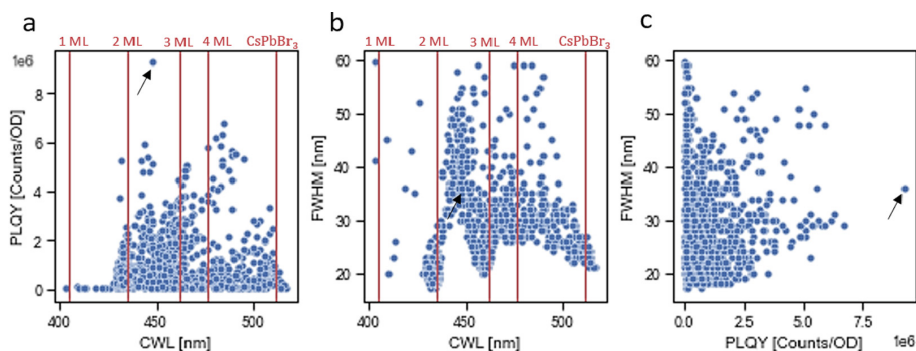 a
b
c
1 ML 2 ML 3 ML 4 ML CsPbBr3
1 ML 2 ML 3 ML 4 ML CsPbBr3
1e6
8
6
4
2
0
PLQY [Counts/OD]
400 450 500
CWL [nm]
60
50
40
30
20
FWHM [nm]
400 450 500
CWL [nm]
60
50
40
30
20
FWHM [nm]
0.0 2.5 5.0 7.5
PLQY [Counts/OD] 1e6